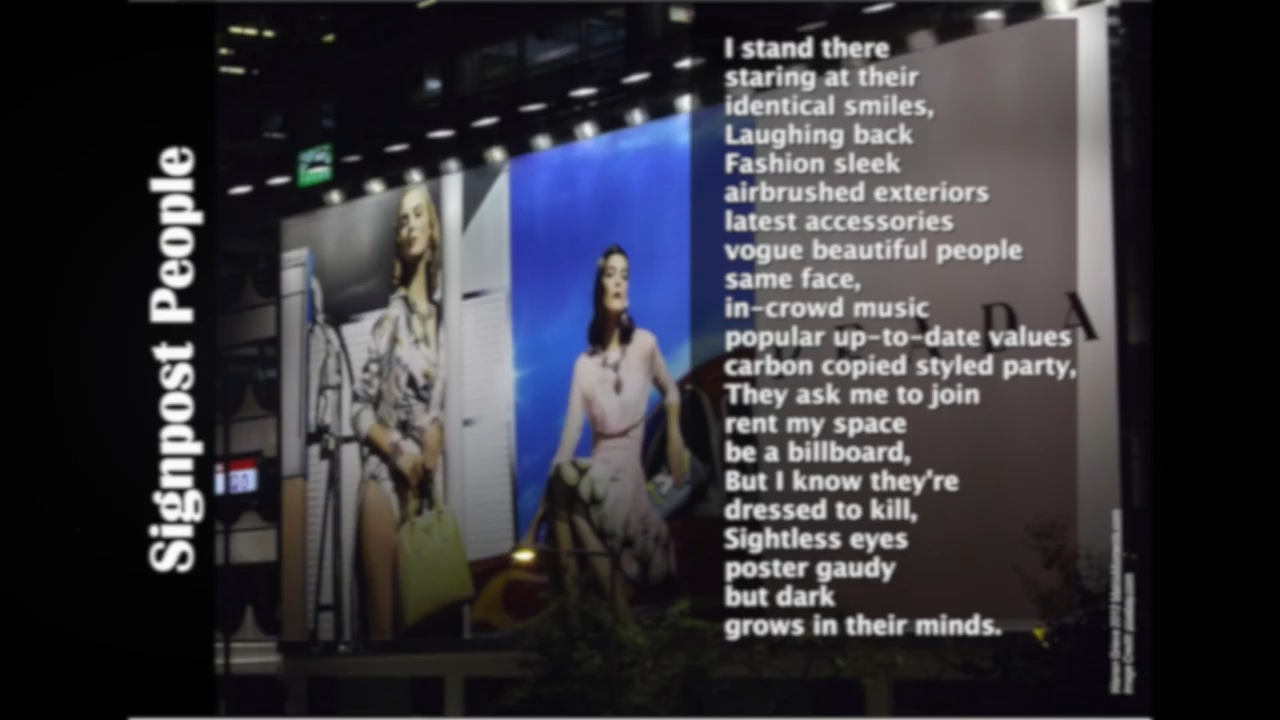 Signpost People
I stand there
staring at their
identical smiles,
Laughing back
Fashion sleek
airbrushed exteriors
latest accessories
vogue beautiful people
same face,
in-crowd music
popular up-to-date values
carbon copied styled party,
They ask me to join
rent my space
be a billboard,
But I know they're
dressed to kill,
Sightless eyes
poster gaudy
but dark
grows in their minds.
PRADA